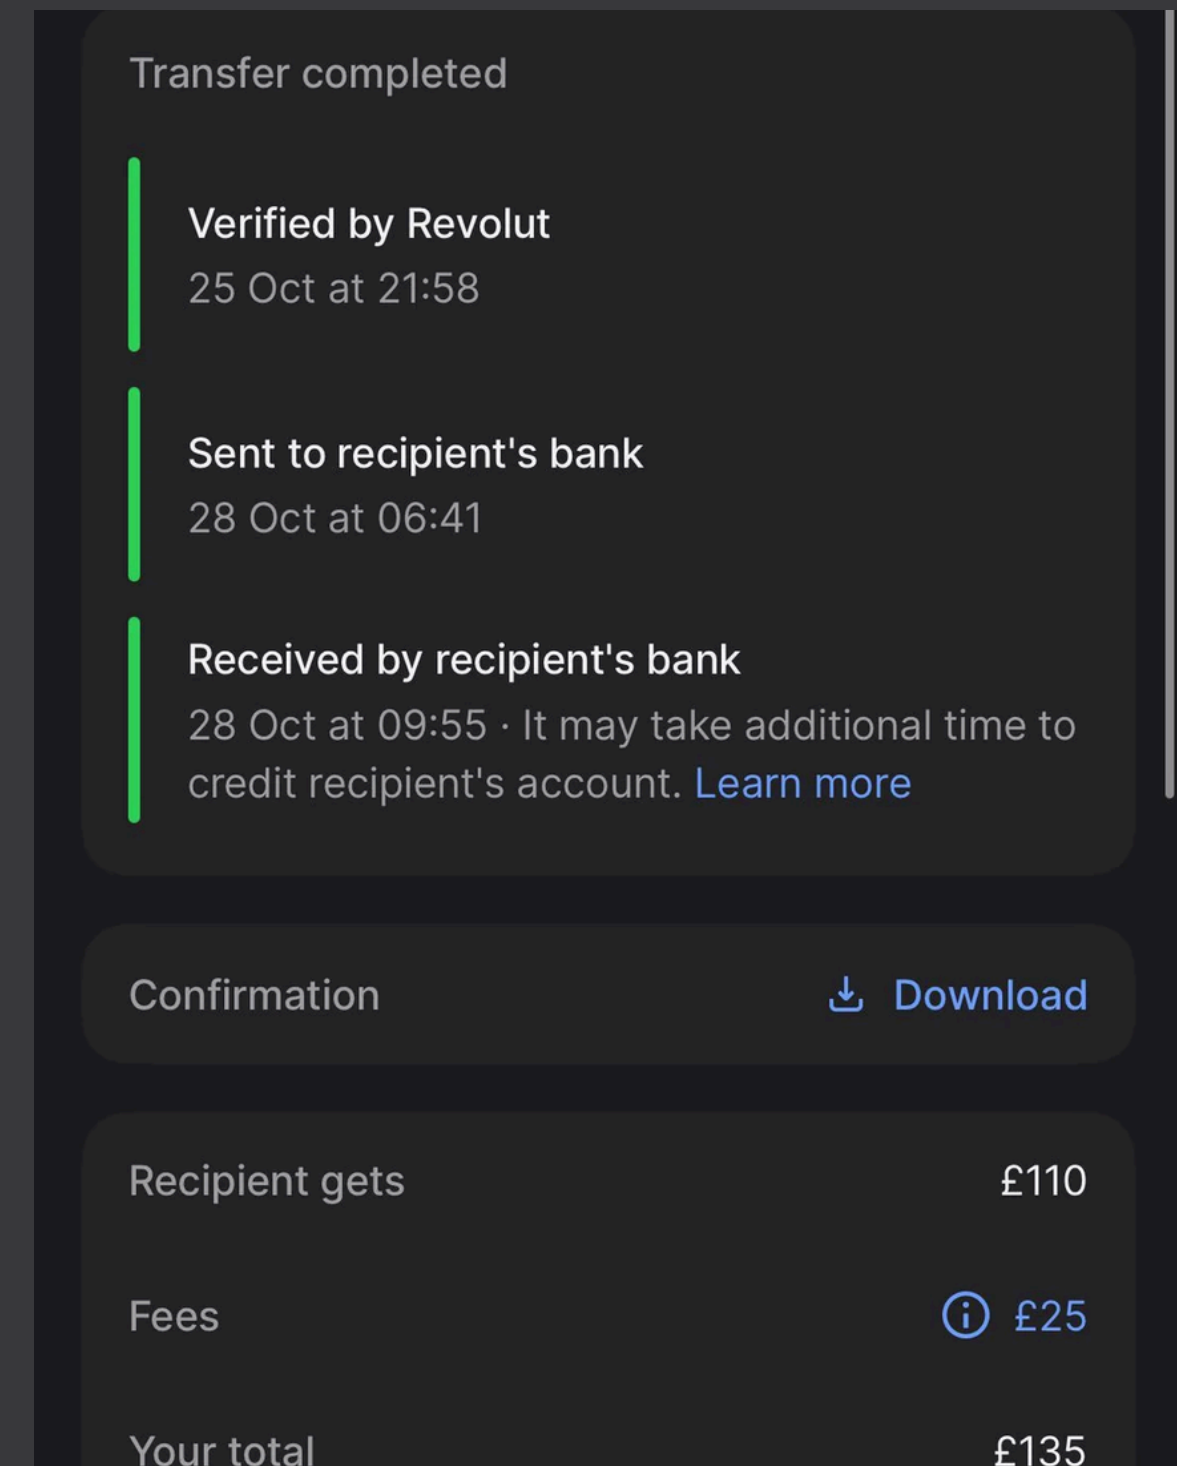 Transfer completed
Verified by Revolut
25 Oct at 21:58
Sent to recipient's bank
28 Oct at 06:41
Received by recipient's bank
28 Oct at 09:55 · It may take additional time to
credit recipient's account. Learn more
Confirmation Download
Recipient gets £110
Fees £25
Your total £135